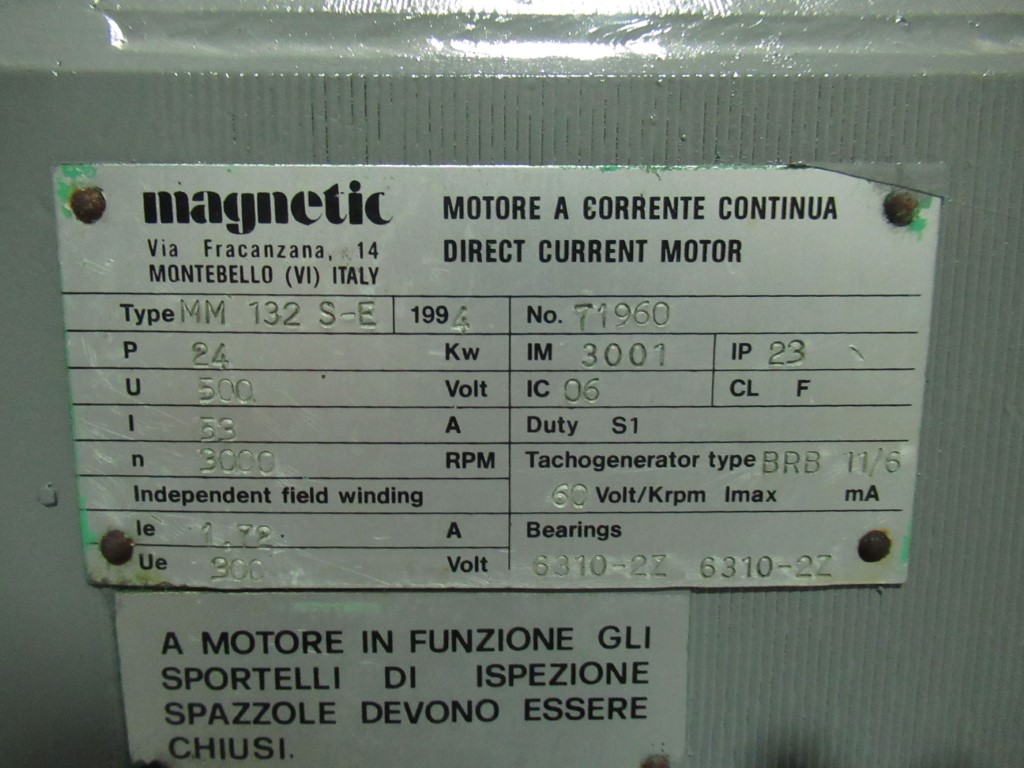 magnetic
Via Fracanzana, 14
MONTEBELLO (VI) ITALY
MOTORE A CORRENTE CONTINUA
DIRECT CURRENT MOTOR
Type MM 132 S-E 1994 No. 71960
P 24 Kw IM 3001 IP 23
U 500 Volt IC 06 CL F
I 53 A Duty S1
n 3000 RPM Tachogenerator type BRB 11/6
Independent field winding 60 Volt/Krpm Imax mA
Ie 1.72 A Bearings
Ue 300 Volt 6310-2Z 6310-2Z
A MOTORE IN FUNZIONE GLI
SPORTELLI DI ISPEZIONE
SPAZZOLE DEVONO ESSERE
CHIUSI.